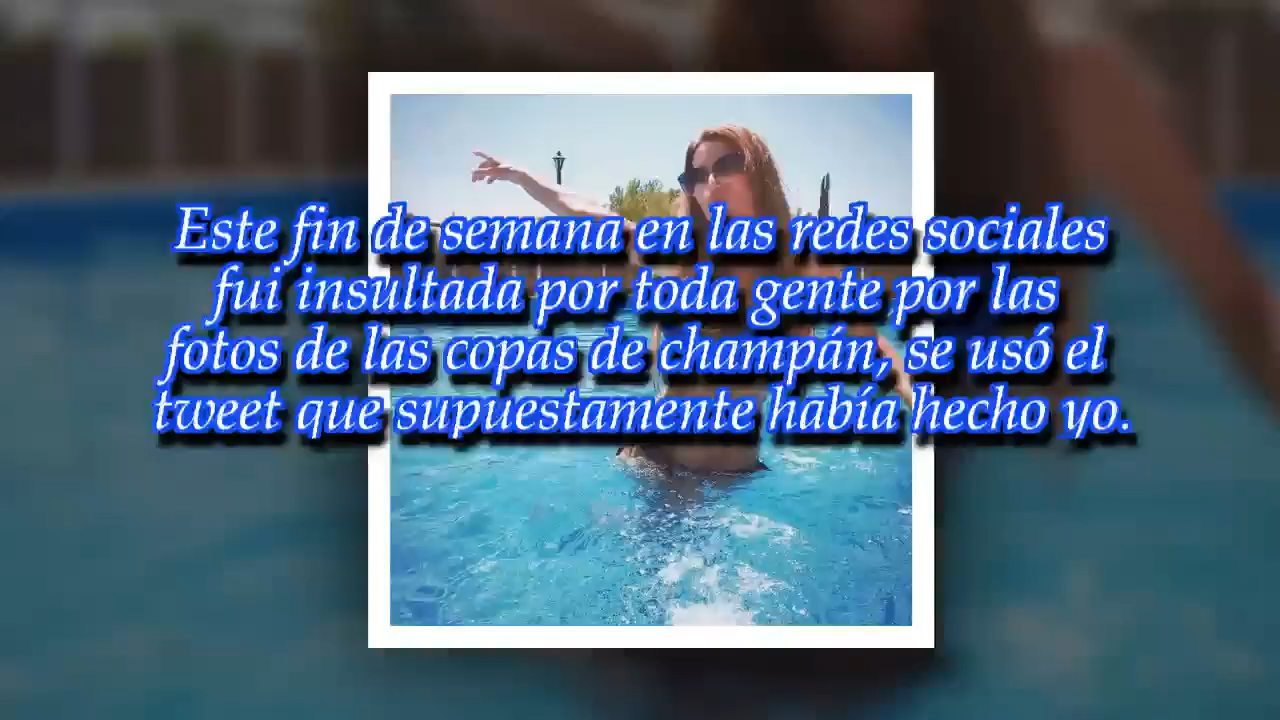 Este fin de semana en las redes sociales
fui insultada por toda gente por las
fotos de las copas de champán, se usó el
tweet que supuestamente había hecho yo.